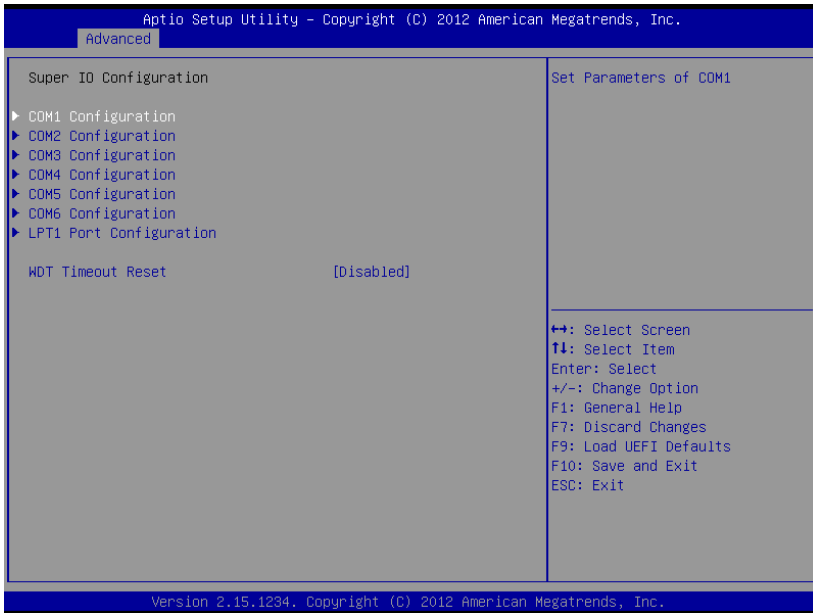 Aptio Setup Utility – Copyright (C) 2012 American Megatrends, Inc.
Advanced
Super IO Configuration
COM1 Configuration
COM2 Configuration
COM3 Configuration
COM4 Configuration
COM5 Configuration
COM6 Configuration
LPT1 Port Configuration
WDT Timeout Reset [Disabled]
Set Parameters of COM1
↔: Select Screen
↑↓: Select Item
Enter: Select
+/-: Change Option
F1: General Help
F7: Discard Changes
F9: Load UEFI Defaults
F10: Save and Exit
ESC: Exit
Version 2.15.1234. Copyright (C) 2012 American Megatrends, Inc.